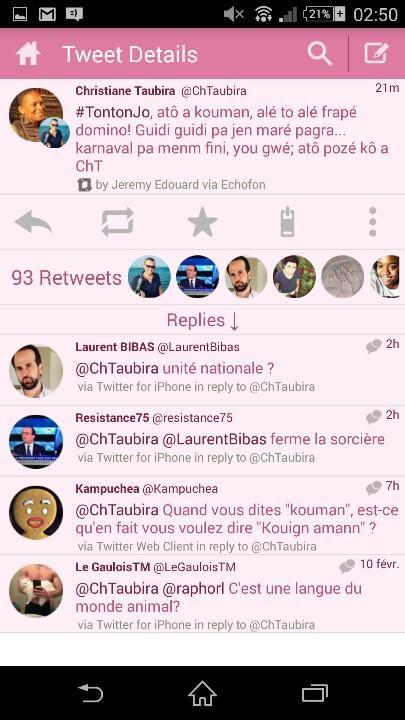 21% 02:50
Tweet Details
Christiane Taubira @ChTaubira 21m
#TontonJo, atô a kouman, alé to alé frapé
domino! Guidi guidi pa jen maré pagra...
karnaval pa menm fini, you gwé; atô pozé kô a
ChT
by Jeremy Edouard via Echofon
93 Retweets
Replies ↓
Laurent BIBAS @LaurentBibas 2h
@ChTaubira unité nationale ?
via Twitter for iPhone in reply to @ChTaubira
Resistance75 @resistance75 2h
@ChTaubira @LaurentBibas ferme la sorcière
via Twitter for iPhone in reply to @ChTaubira
Kampuchea @Kampuchea 7h
@ChTaubira Quand vous dites "kouman", est-ce
qu'en fait vous voulez dire "Kouign amann" ?
via Twitter Web Client in reply to @ChTaubira
Le GauloisTM @LeGauloisTM 10 févr.
@ChTaubira @raphorl C'est une langue du
monde animal?
via Twitter for iPhone in reply to @ChTaubira